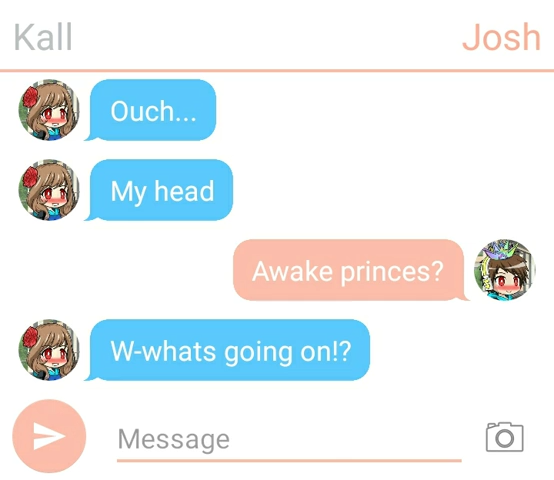 Kall
Josh
Ouch...
My head
Awake princes?
W-whats going on!?
Message